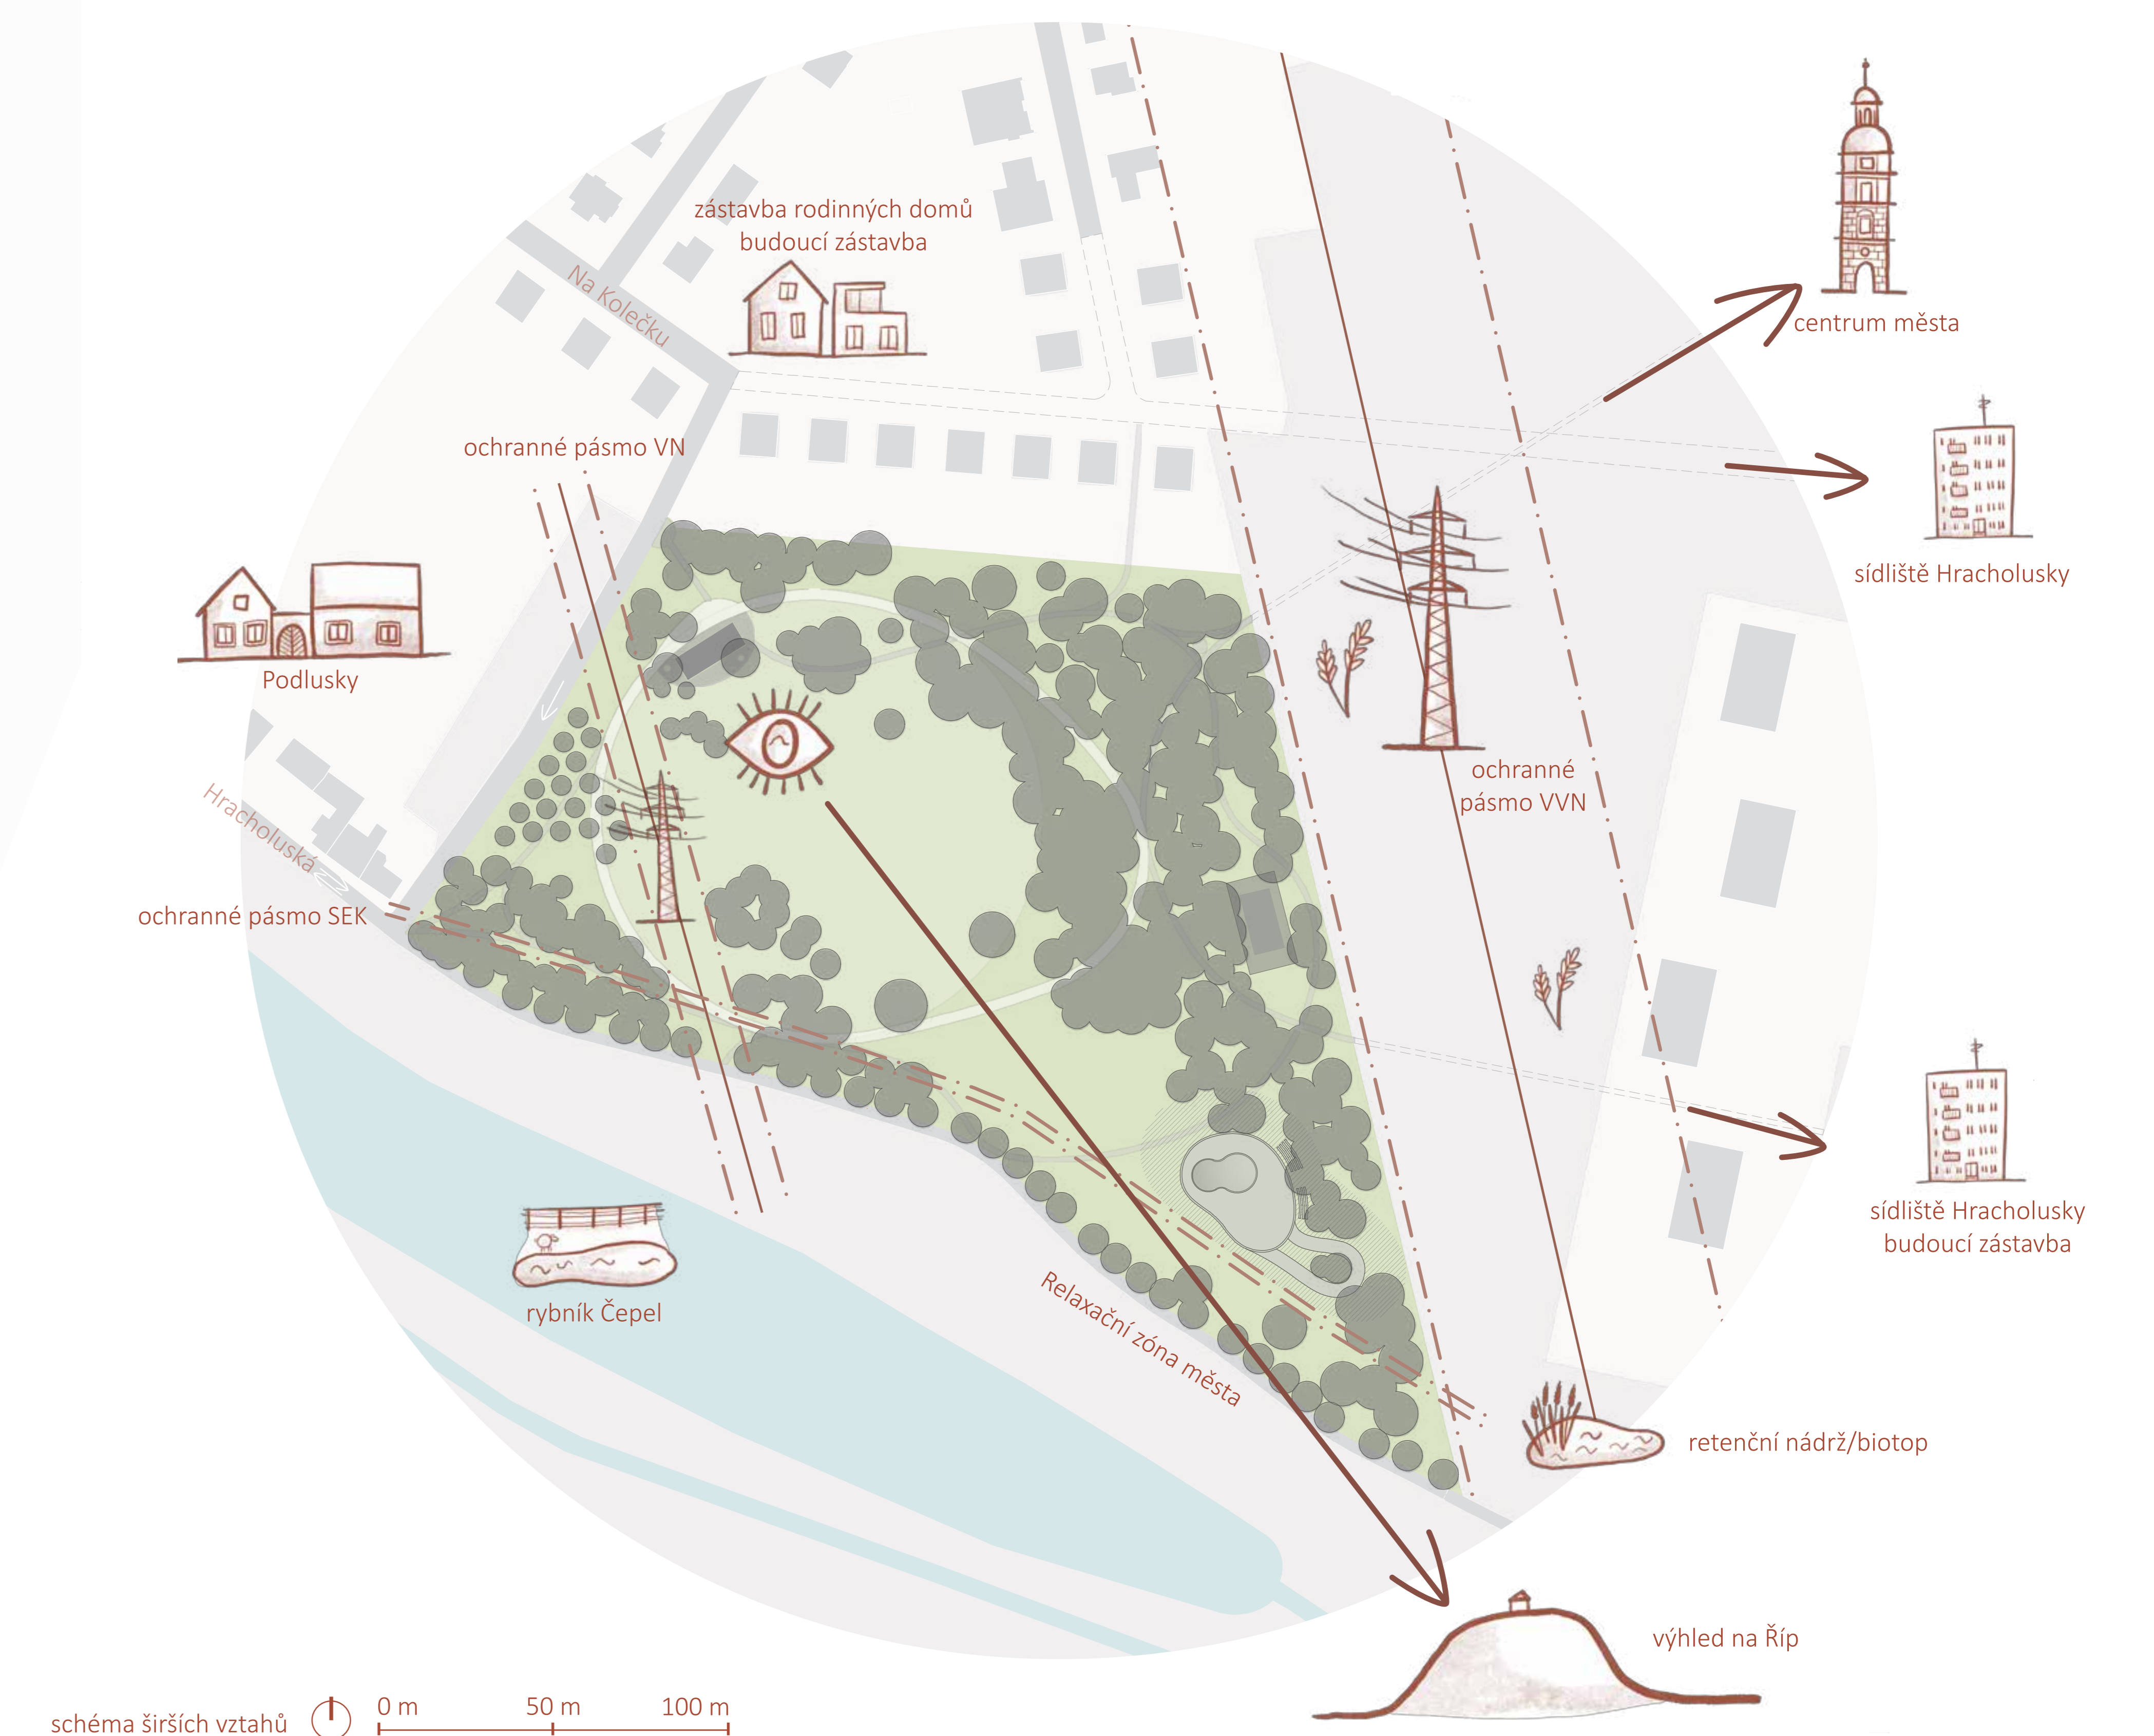 zástavba rodinných domů
budoucí zástavba
Na Kolečku
centrum města
ochranné pásmo VN
sídliště Hracholusky
Podlusky
ochranné
pásmo VVN
Hracholuská
ochranné pásmo SEK
sídliště Hracholusky
budoucí zástavba
rybník Čepel
Relaxační zóna města
retenční nádrž/biotop
výhled na Říp
schéma širších vztahů
0 m 50 m 100 m